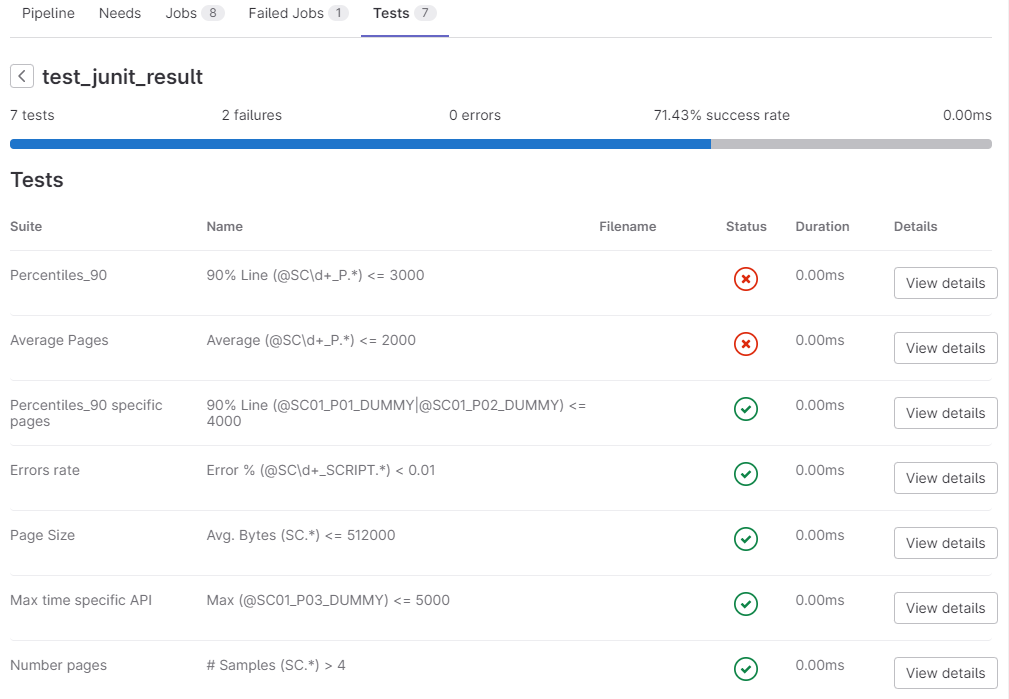 Pipeline Needs Jobs 8 Failed Jobs 1 Tests 7
test_junit_result
7 tests 2 failures 0 errors 71.43% success rate 0.00ms
Tests
Suite Name Filename Status Duration Details
Percentiles_90 90% Line (@SC\d+_P.*) <= 3000 0.00ms View details
Average Pages Average (@SC\d+_P.*) <= 2000 0.00ms View details
Percentiles_90 specific 90% Line (@SC01_P01_DUMMY|@SC01_P02_DUMMY) <= 0.00ms View details
pages 4000
Errors rate Error % (@SC\d+_SCRIPT.*) < 0.01 0.00ms View details
Page Size Avg. Bytes (SC.*) <= 512000 0.00ms View details
Max time specific API Max (@SC01_P03_DUMMY) <= 5000 0.00ms View details
Number pages # Samples (SC.*) > 4 0.00ms View details